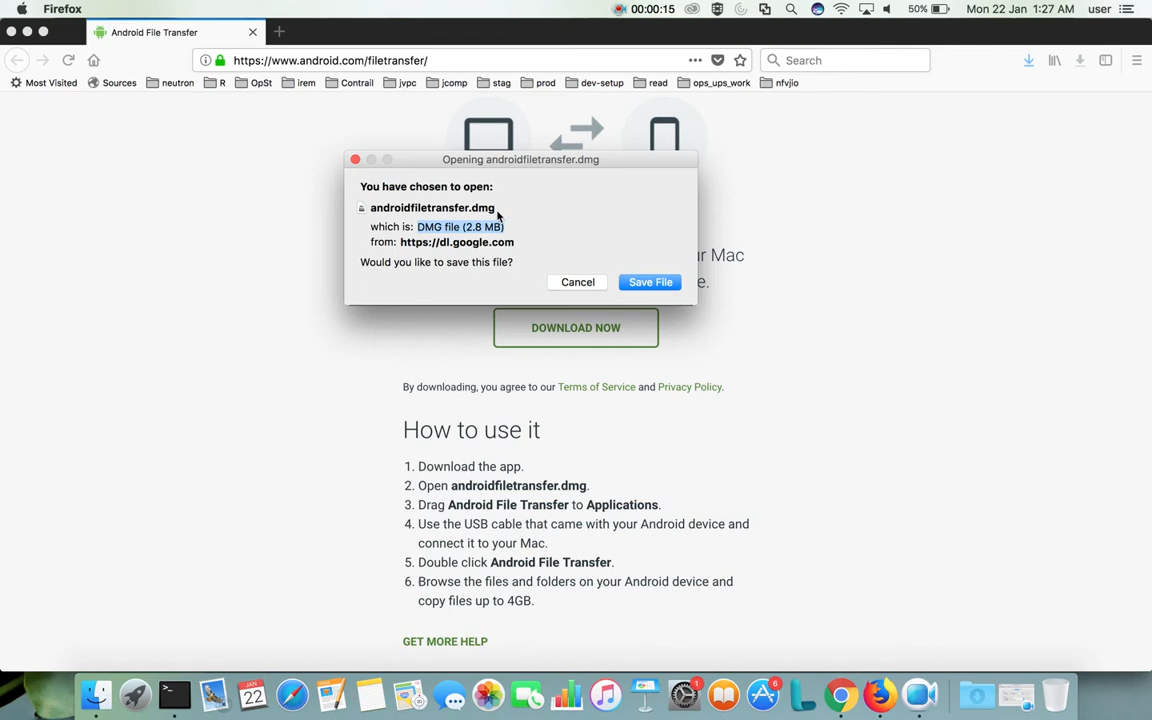 Firefox
00:00:15
50%
Mon 22 Jan 1:27 AM
user
Android File Transfer
https://www.android.com/filetransfer/
Search
Most Visited
Sources
neutron
R
OpSt
irem
Contrail
jvpc
jcomp
stag
prod
dev-setup
read
ops_ups_work
nfvjio
Opening androidfiletransfer.dmg
You have chosen to open:
androidfiletransfer.dmg
which is: DMG file (2.8 MB)
from: https://dl.google.com
Would you like to save this file?
Cancel
Save File
ur Mac
e.
DOWNLOAD NOW
By downloading, you agree to our Terms of Service and Privacy Policy.
How to use it
1. Download the app.
2. Open androidfiletransfer.dmg.
3. Drag Android File Transfer to Applications.
4. Use the USB cable that came with your Android device and
connect it to your Mac.
5. Double click Android File Transfer.
6. Browse the files and folders on your Android device and
copy files up to 4GB.
GET MORE HELP
JAN
22
1
6